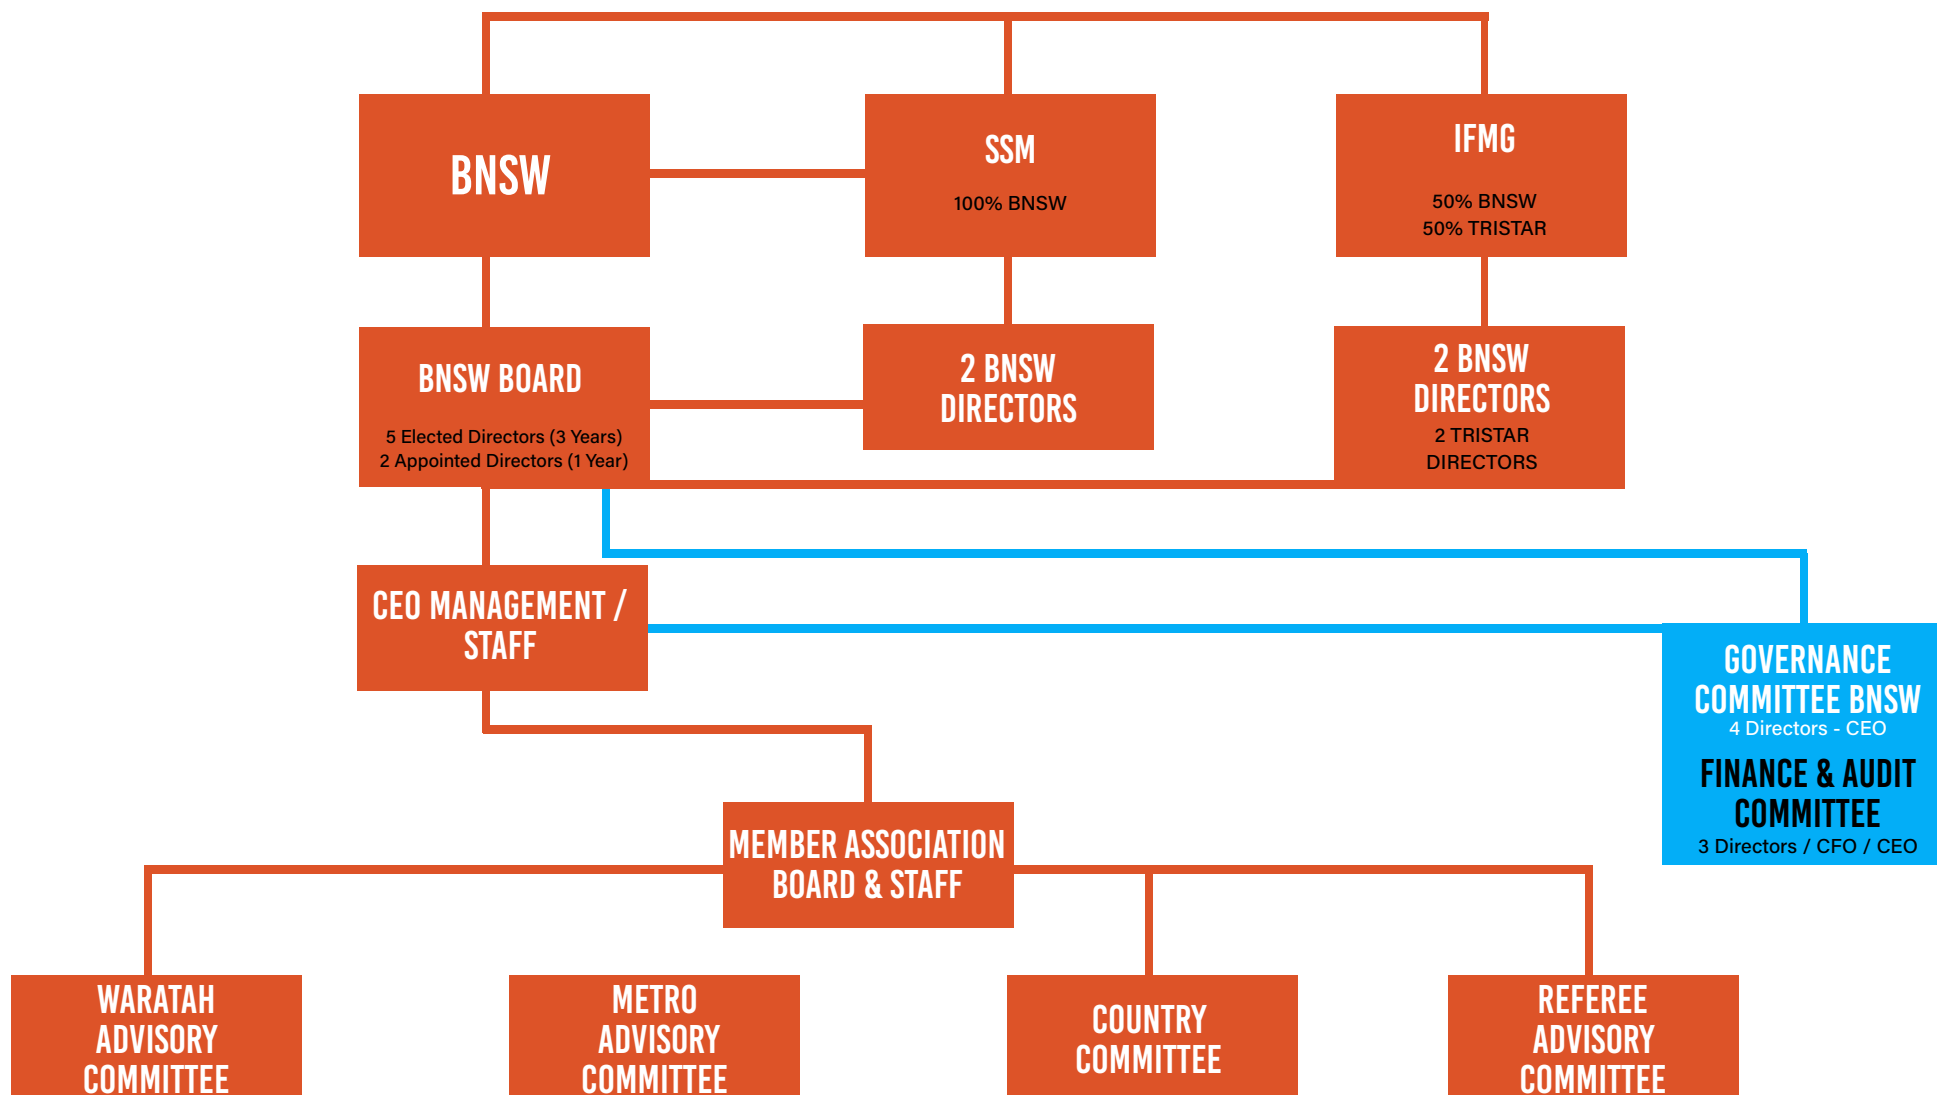 BNSW
SSM
100% BNSW
IFMG
50% BNSW
50% TRISTAR
BNSW BOARD
5 Elected Directors (3 Years)
2 Appointed Directors (1 Year)
2 BNSW
DIRECTORS
2 BNSW
DIRECTORS
2 TRISTAR
DIRECTORS
CEO MANAGEMENT /
STAFF
GOVERNANCE
COMMITTEE BNSW
4 Directors - CEO
FINANCE & AUDIT
COMMITTEE
3 Directors / CFO / CEO
MEMBER ASSOCIATION
BOARD & STAFF
WARATAH
ADVISORY
COMMITTEE
METRO
ADVISORY
COMMITTEE
COUNTRY
COMMITTEE
REFEREE
ADVISORY
COMMITTEE